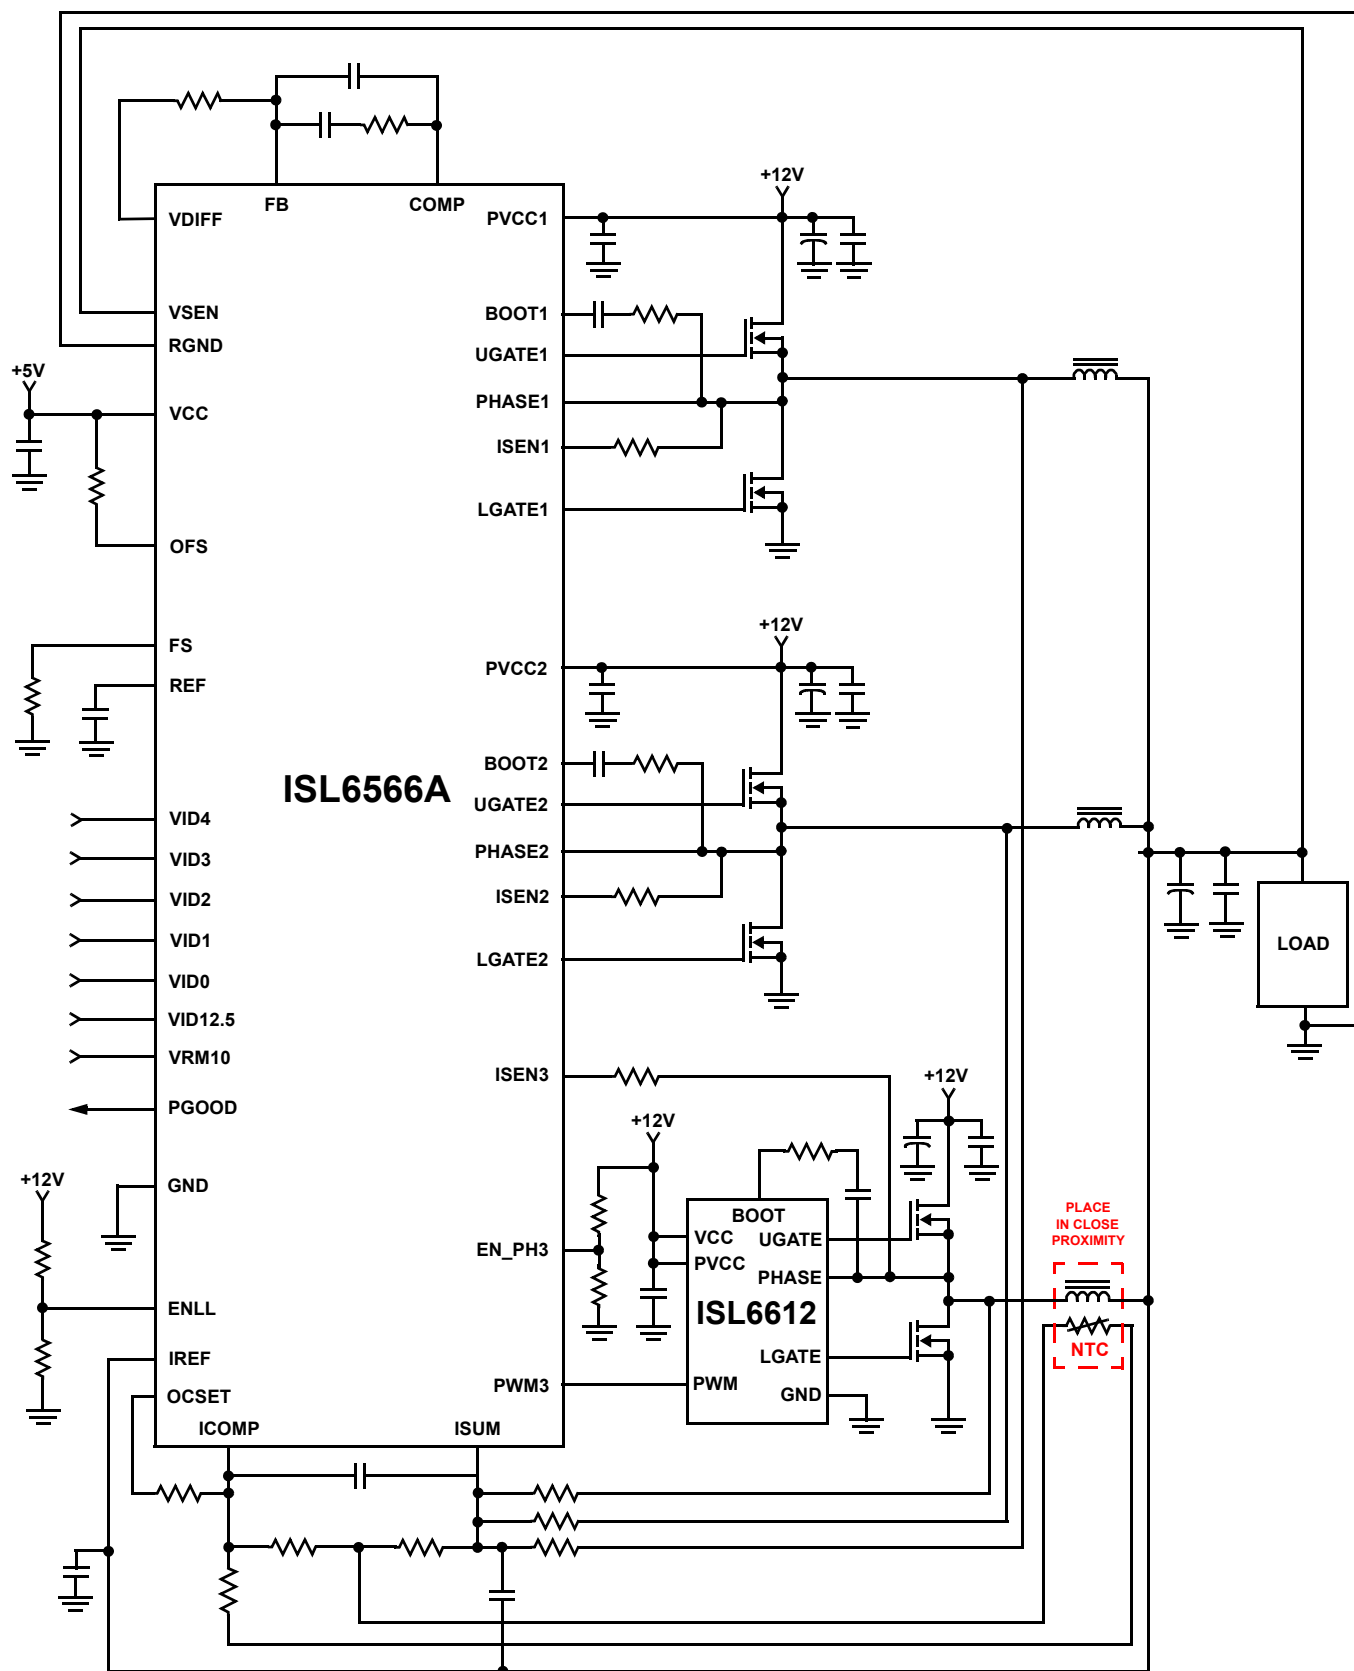 FB
COMP
+12V
VDIFF
PVCC1
VSEN
BOOT1
RGND
UGATE1
+5V
VCC
PHASE1
ISEN1
LGATE1
OFS
+12V
FS
PVCC2
REF
BOOT2
ISL6566A
UGATE2
VID4
PHASE2
VID3
ISEN2
VID2
VID1
LOAD
LGATE2
VID0
VID12.5
VRM10
ISEN3
+12V
PGOOD
+12V
+12V
GND
PLACE
IN CLOSE
PROXIMITY
BOOT
VCC
UGATE
EN_PH3
PVCC
PHASE
ENLL
ISL6612
NTC
IREF
LGATE
PWM3
PWM
OCSET
GND
ICOMP
ISUM